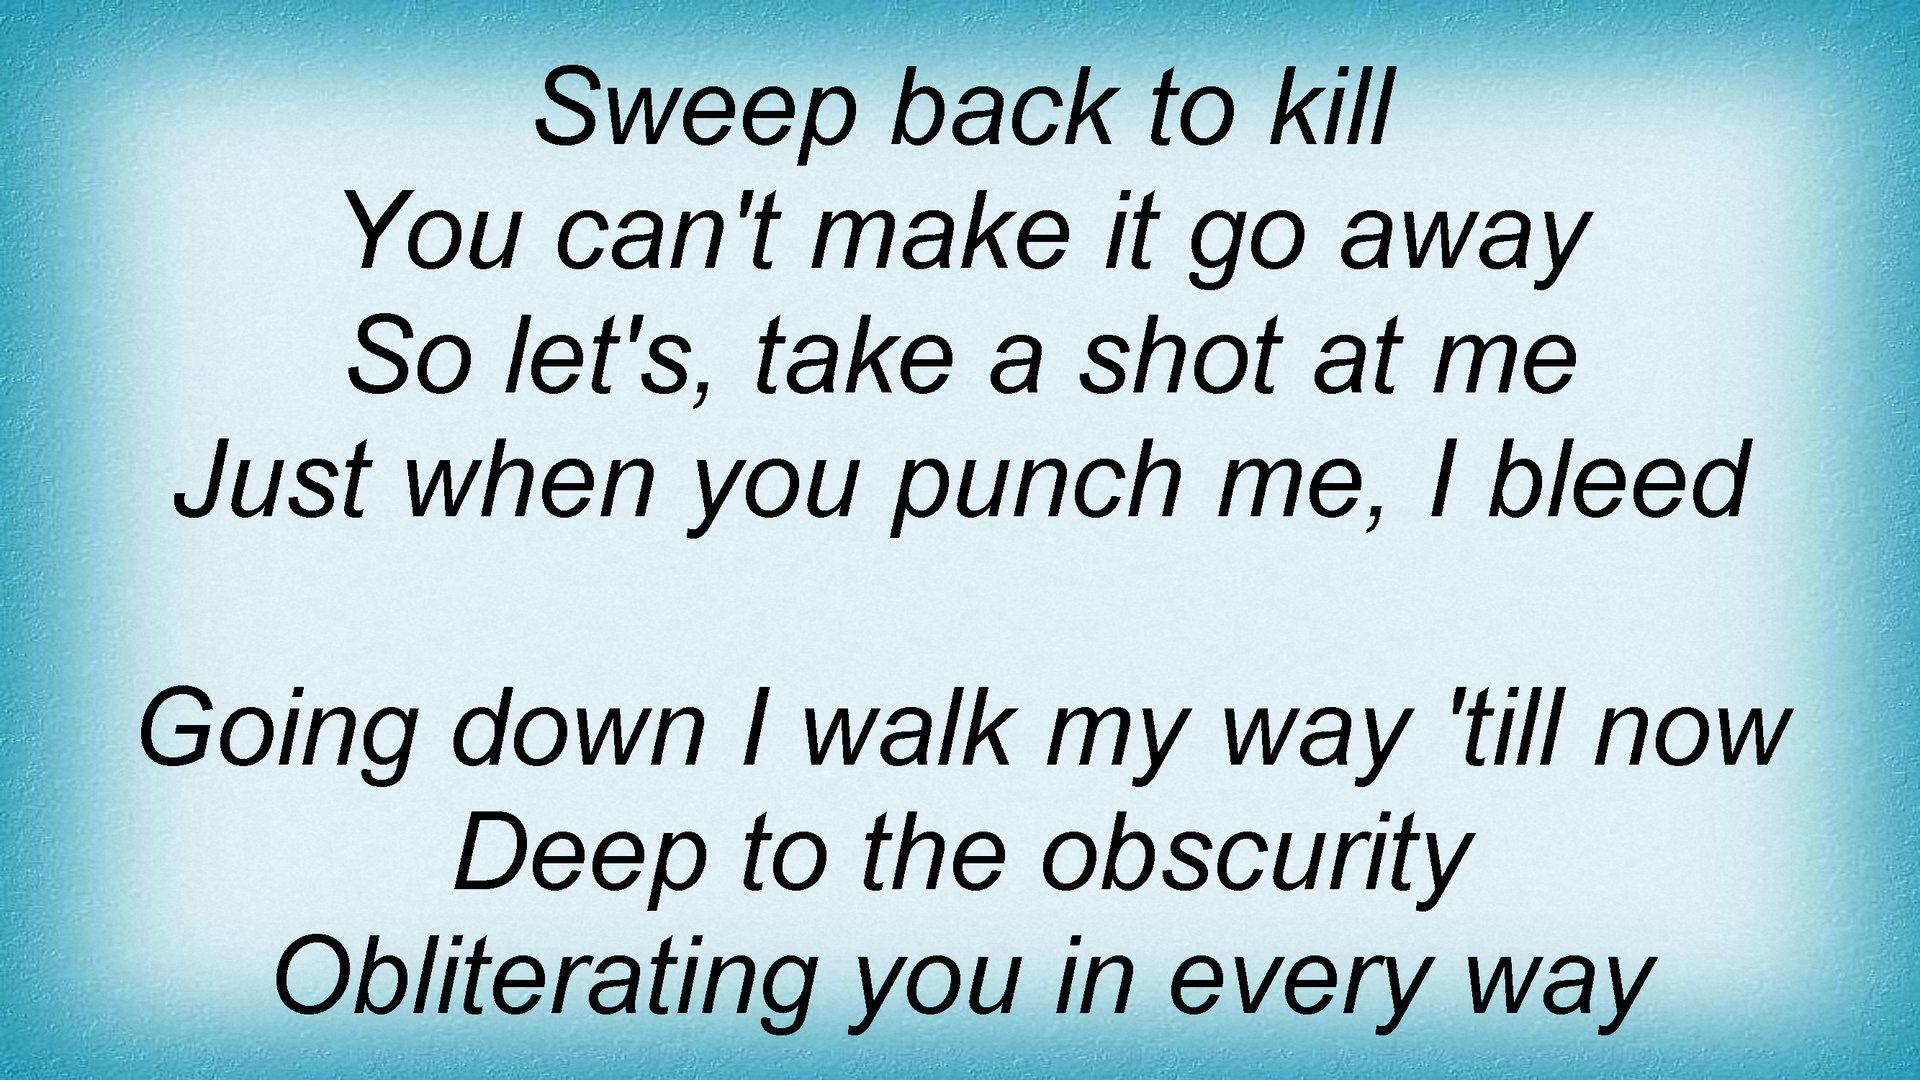 Sweep back to kill
You can't make it go away
So let's, take a shot at me
Just when you punch me, I bleed
Going down I walk my way 'till now
Deep to the obscurity
Obliterating you in every way